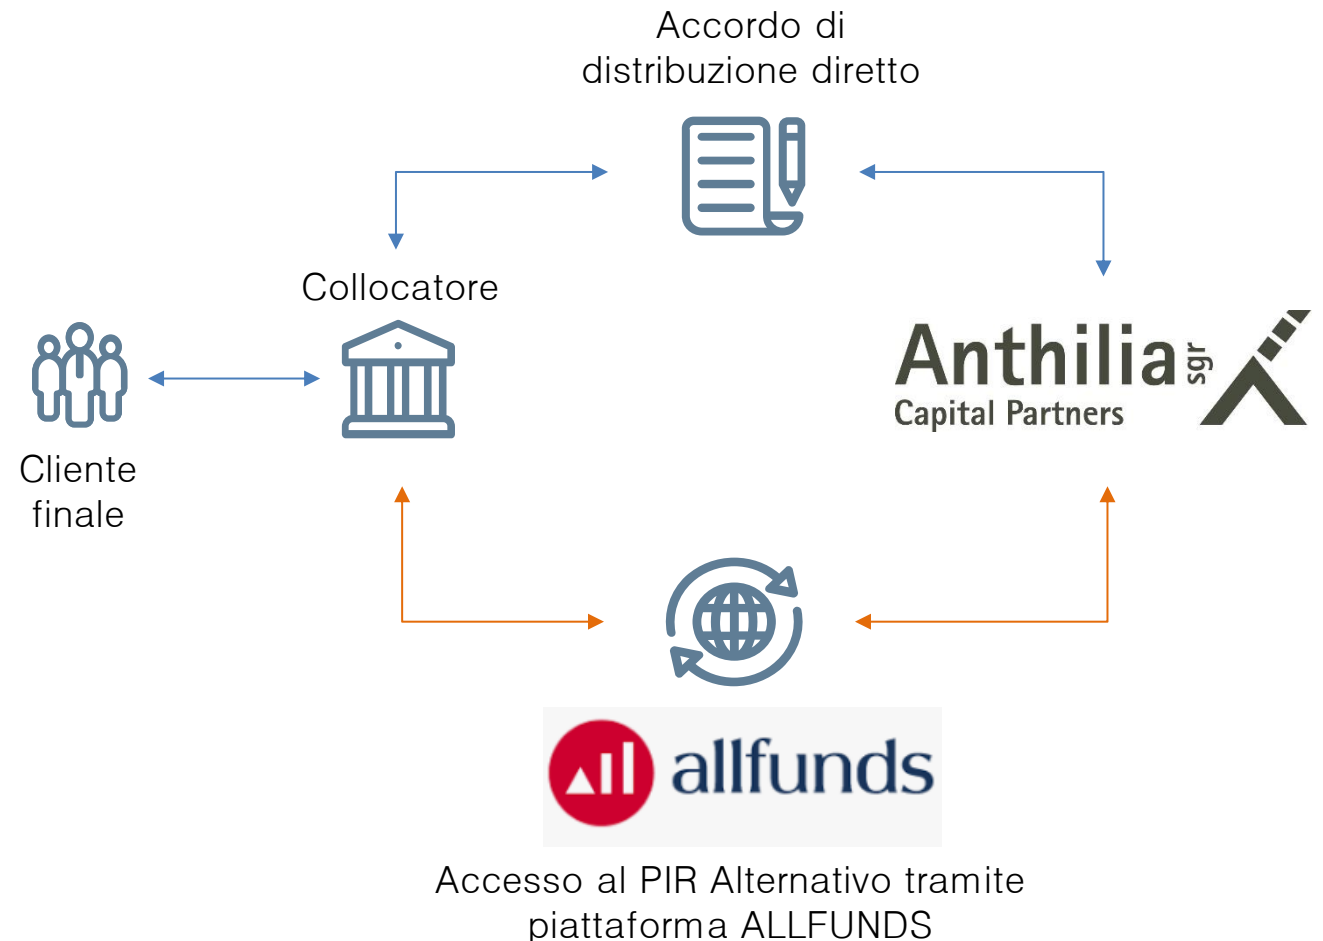 Accordo di
distribuzione diretto
Collocatore
Cliente
finale
Anthilia sgr
Capital Partners
allfunds
Accesso al PIR Alternativo tramite
piattaforma ALLFUNDS